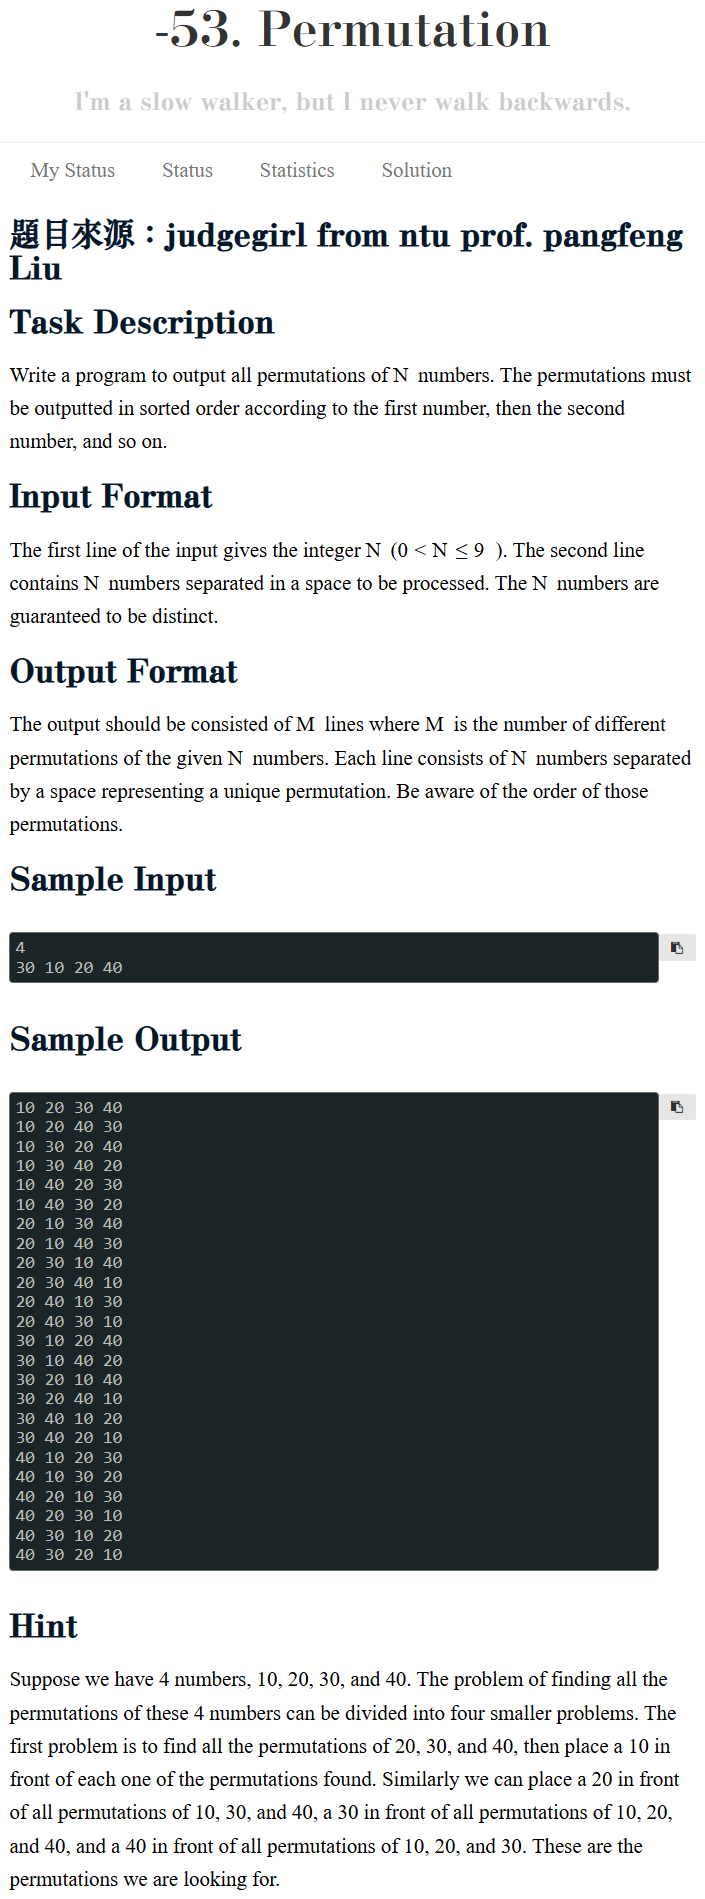 -53. Permutation
I'm a slow walker, but I never walk backwards.
My Status Status Statistics Solution
題目來源：judgegirl from ntu prof. pangfeng
Liu
Task Description
Write a program to output all permutations of N numbers. The permutations must
be outputted in sorted order according to the first number, then the second
number, and so on.
Input Format
The first line of the input gives the integer N (0 < N ≤ 9 ). The second line
contains N numbers separated in a space to be processed. The N numbers are
guaranteed to be distinct.
Output Format
The output should be consisted of M lines where M is the number of different
permutations of the given N numbers. Each line consists of N numbers separated
by a space representing a unique permutation. Be aware of the order of those
permutations.
Sample Input
4
30 10 20 40
Sample Output
10 20 30 40
10 20 40 30
10 30 20 40
10 30 40 20
10 40 20 30
10 40 30 20
20 10 30 40
20 10 40 30
20 30 10 40
20 30 40 10
20 40 10 30
20 40 30 10
30 10 20 40
30 10 40 20
30 20 10 40
30 20 40 10
30 40 10 20
30 40 20 10
40 10 20 30
40 10 30 20
40 20 10 30
40 20 30 10
40 30 10 20
40 30 20 10
Hint
Suppose we have 4 numbers, 10, 20, 30, and 40. The problem of finding all the
permutations of these 4 numbers can be divided into four smaller problems. The
first problem is to find all the permutations of 20, 30, and 40, then place a 10 in
front of each one of the permutations found. Similarly we can place a 20 in front
of all permutations of 10, 30, and 40, a 30 in front of all permutations of 10, 20,
and 40, and a 40 in front of all permutations of 10, 20, and 30. These are the
permutations we are looking for.